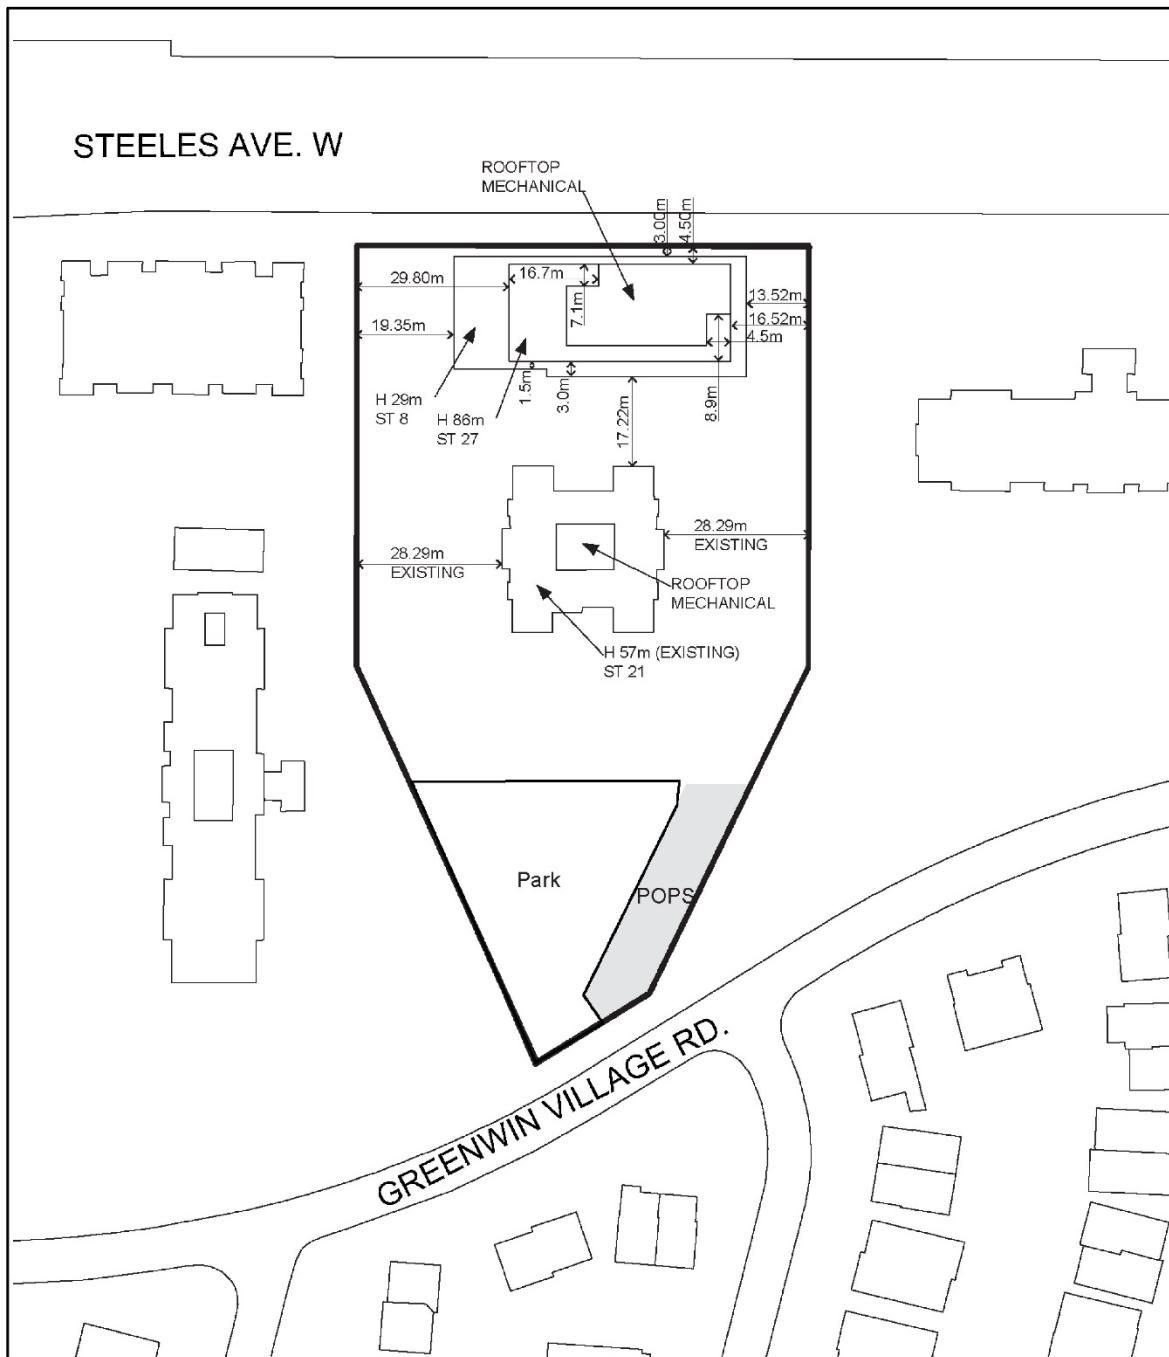 STEELES AVE. W
ROOFTOP
MECHANICAL
3.00m
4.50m
29.80m
16.7m
7.1m
13.52m
16.52m
4.5m
19.35m
1.5m
3.0m
8.9m
17.22m
H 29m
ST 8
H 86m
ST 27
28.29m
EXISTING
28.29m
EXISTING
ROOFTOP
MECHANICAL
H 57m (EXISTING)
ST 21
Park
POPS
GREENWIN VILLAGE RD.